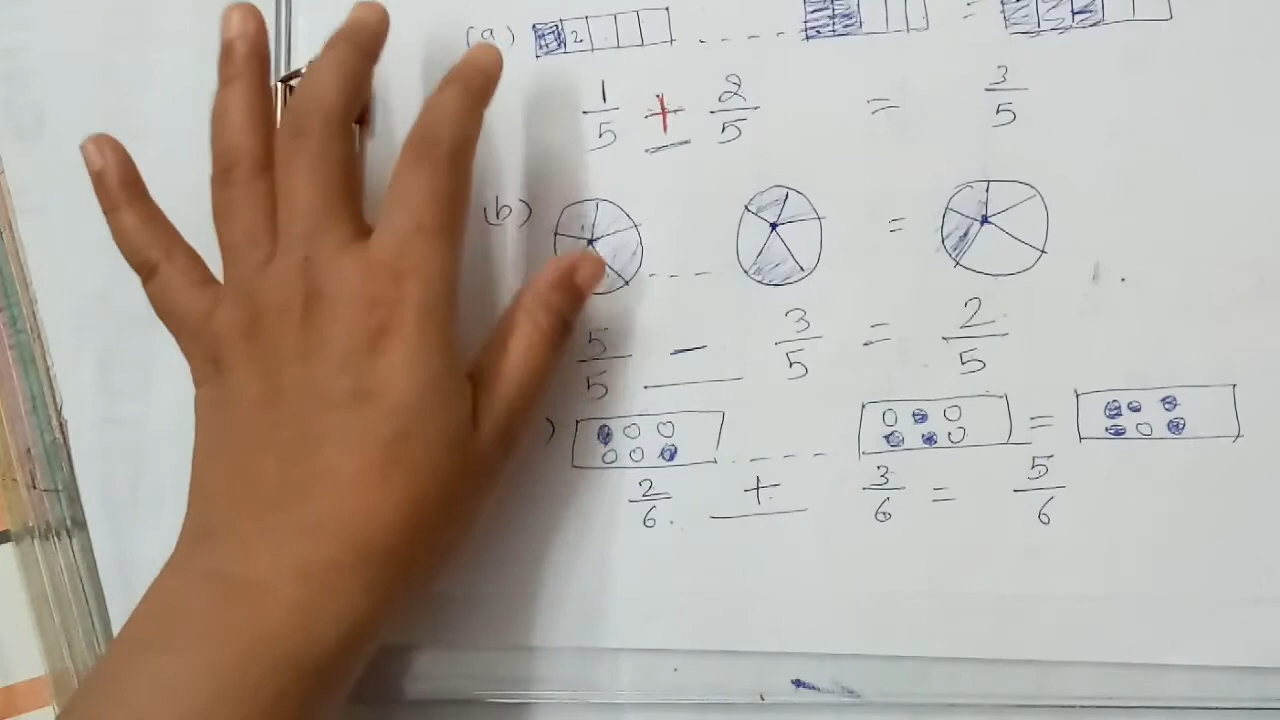 (a) 2 - - - - - =
1/5 + 2/5 = 3/5
(b) - - - - =
5/5 - 3/5 = 2/5
) - - - - - - =
2/6 + 3/6 = 5/6